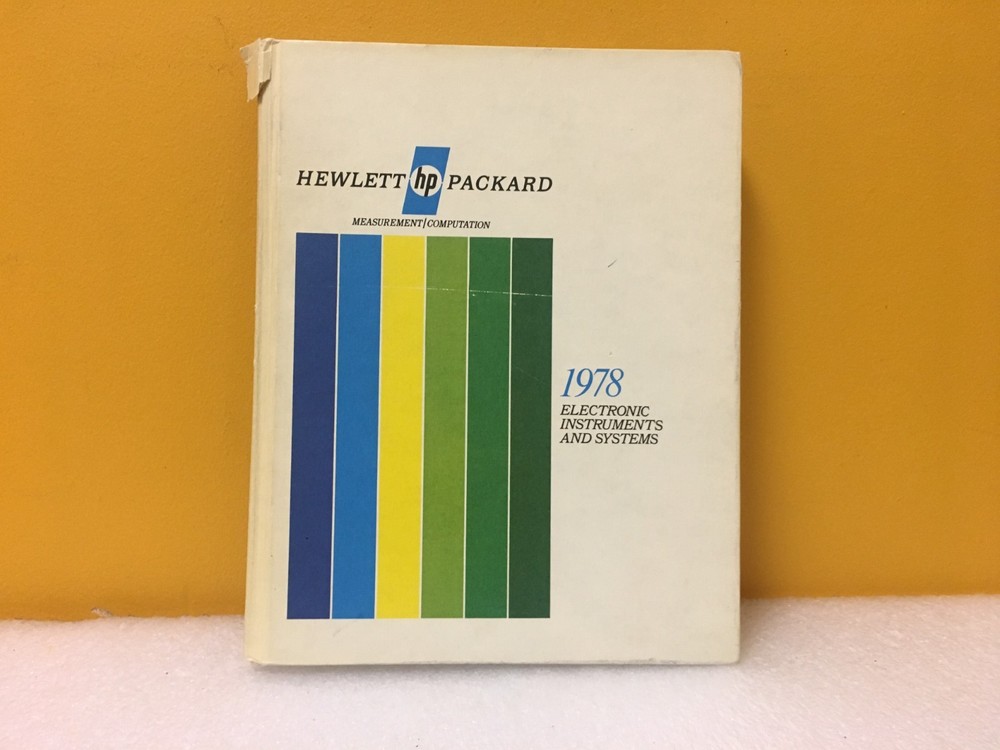 HEWLETT hp PACKARD
MEASUREMENT/COMPUTATION
1978
ELECTRONIC
INSTRUMENTS
AND SYSTEMS